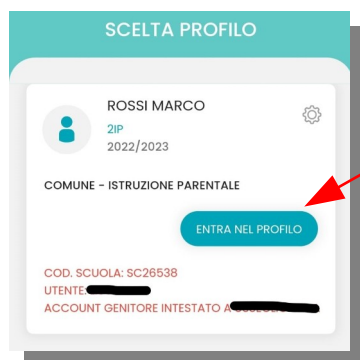 SCELTA PROFILO
ROSSI MARCO
2IP
2022/2023
COMUNE - ISTRUZIONE PARENTALE
ENTRA NEL PROFILO
COD. SCUOLA: SC26538
UTENTE:
ACCOUNT GENITORE INTESTATO A